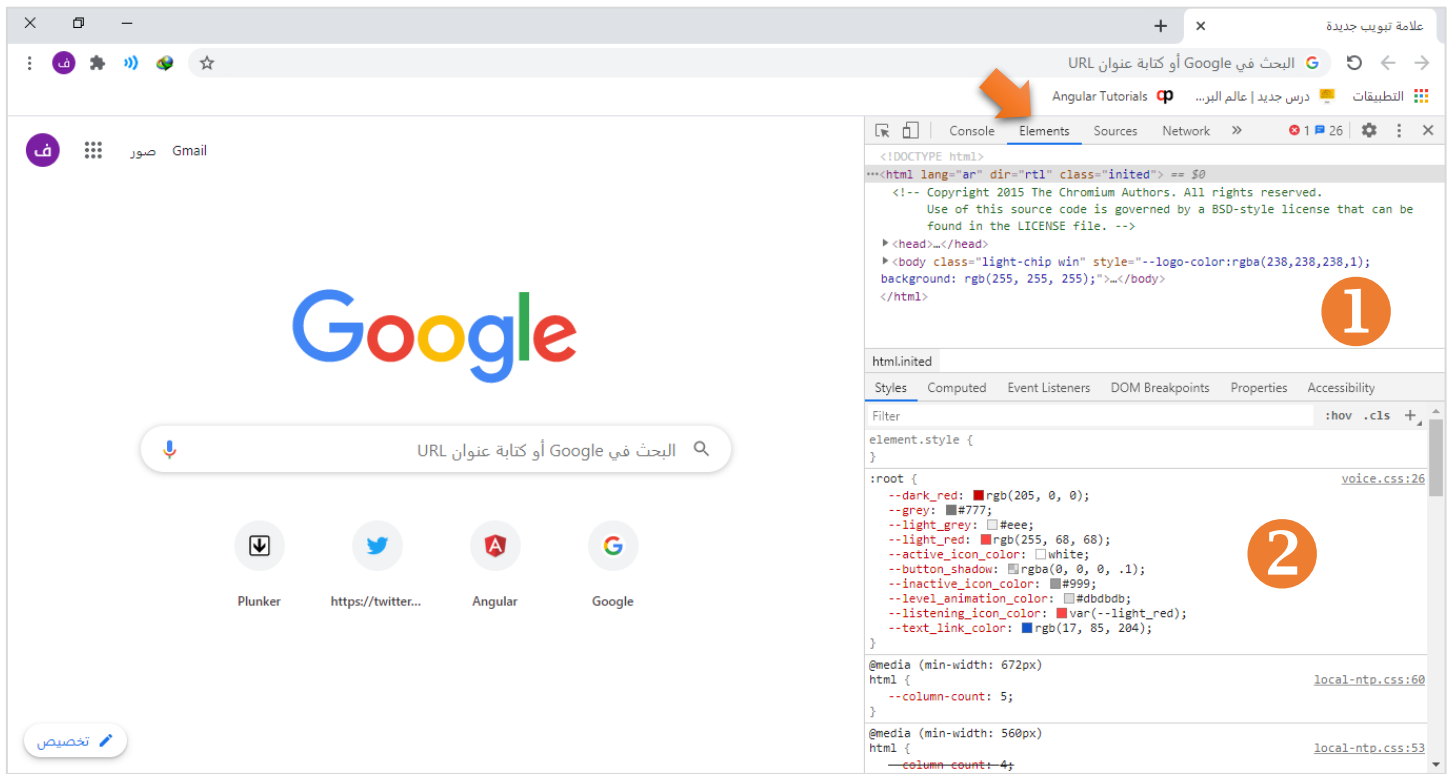 علامة تبويب جديدة
البحث في Google أو كتابة عنوان URL
ف
التطبيقات
درس جديد | عالم البر...
Angular Tutorials
ف
صور Gmail
Google
البحث في Google أو كتابة عنوان URL
Plunker
https://twitter...
Angular
Google
تخصيص
Console Elements Sources Network » 1 26
<!DOCTYPE html>
···<html lang="ar" dir="rtl" class="inited"> == $0
<!-- Copyright 2015 The Chromium Authors. All rights reserved.
Use of this source code is governed by a BSD-style license that can be
found in the LICENSE file. -->
<head>…</head>
<body class="light-chip win" style="--logo-color:rgba(238,238,238,1);
background: rgb(255, 255, 255);">…</body>
</html>
1
html.inited
Styles Computed Event Listeners DOM Breakpoints Properties Accessibility
Filter :hov .cls +
element.style {
}
:root { voice.css:26
--dark_red: rgb(205, 0, 0);
--grey: #777;
--light_grey: #eee;
--light_red: rgb(255, 68, 68);
--active_icon_color: white;
--button_shadow: rgba(0, 0, 0, .1);
--inactive_icon_color: #999;
--level_animation_color: #dbdbdb;
--listening_icon_color: var(--light_red);
--text_link_color: rgb(17, 85, 204);
}
2
@media (min-width: 672px)
html { local-ntp.css:60
--column-count: 5;
}
@media (min-width: 560px)
html { local-ntp.css:53
--column-count: 4;